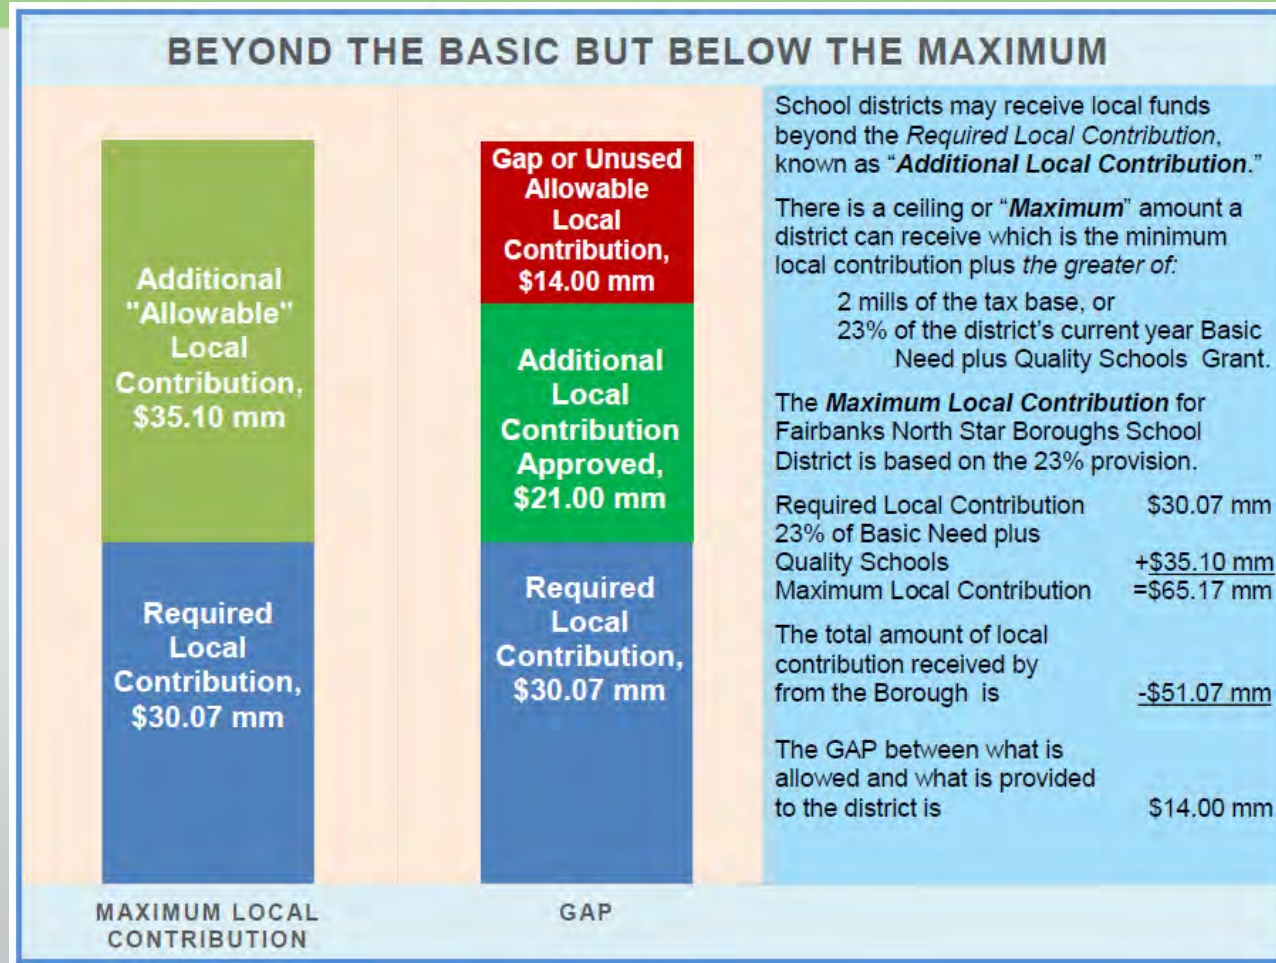 BEYOND THE BASIC BUT BELOW THE MAXIMUM
Additional
"Allowable"
Local
Contribution,
$35.10 mm
Required
Local
Contribution,
$30.07 mm
MAXIMUM LOCAL
CONTRIBUTION
Gap or Unused
Allowable
Local
Contribution,
$14.00 mm
Additional
Local
Contribution
Approved,
$21.00 mm
Required
Local
Contribution,
$30.07 mm
GAP
School districts may receive local funds
beyond the Required Local Contribution,
known as “Additional Local Contribution.”
There is a ceiling or “Maximum” amount a
district can receive which is the minimum
local contribution plus the greater of:
2 mills of the tax base, or
23% of the district’s current year Basic
Need plus Quality Schools Grant.
The Maximum Local Contribution for
Fairbanks North Star Boroughs School
District is based on the 23% provision.
Required Local Contribution $30.07 mm
23% of Basic Need plus
Quality Schools +$35.10 mm
Maximum Local Contribution =$65.17 mm
The total amount of local
contribution received by
from the Borough is -$51.07 mm
The GAP between what is
allowed and what is provided
to the district is $14.00 mm